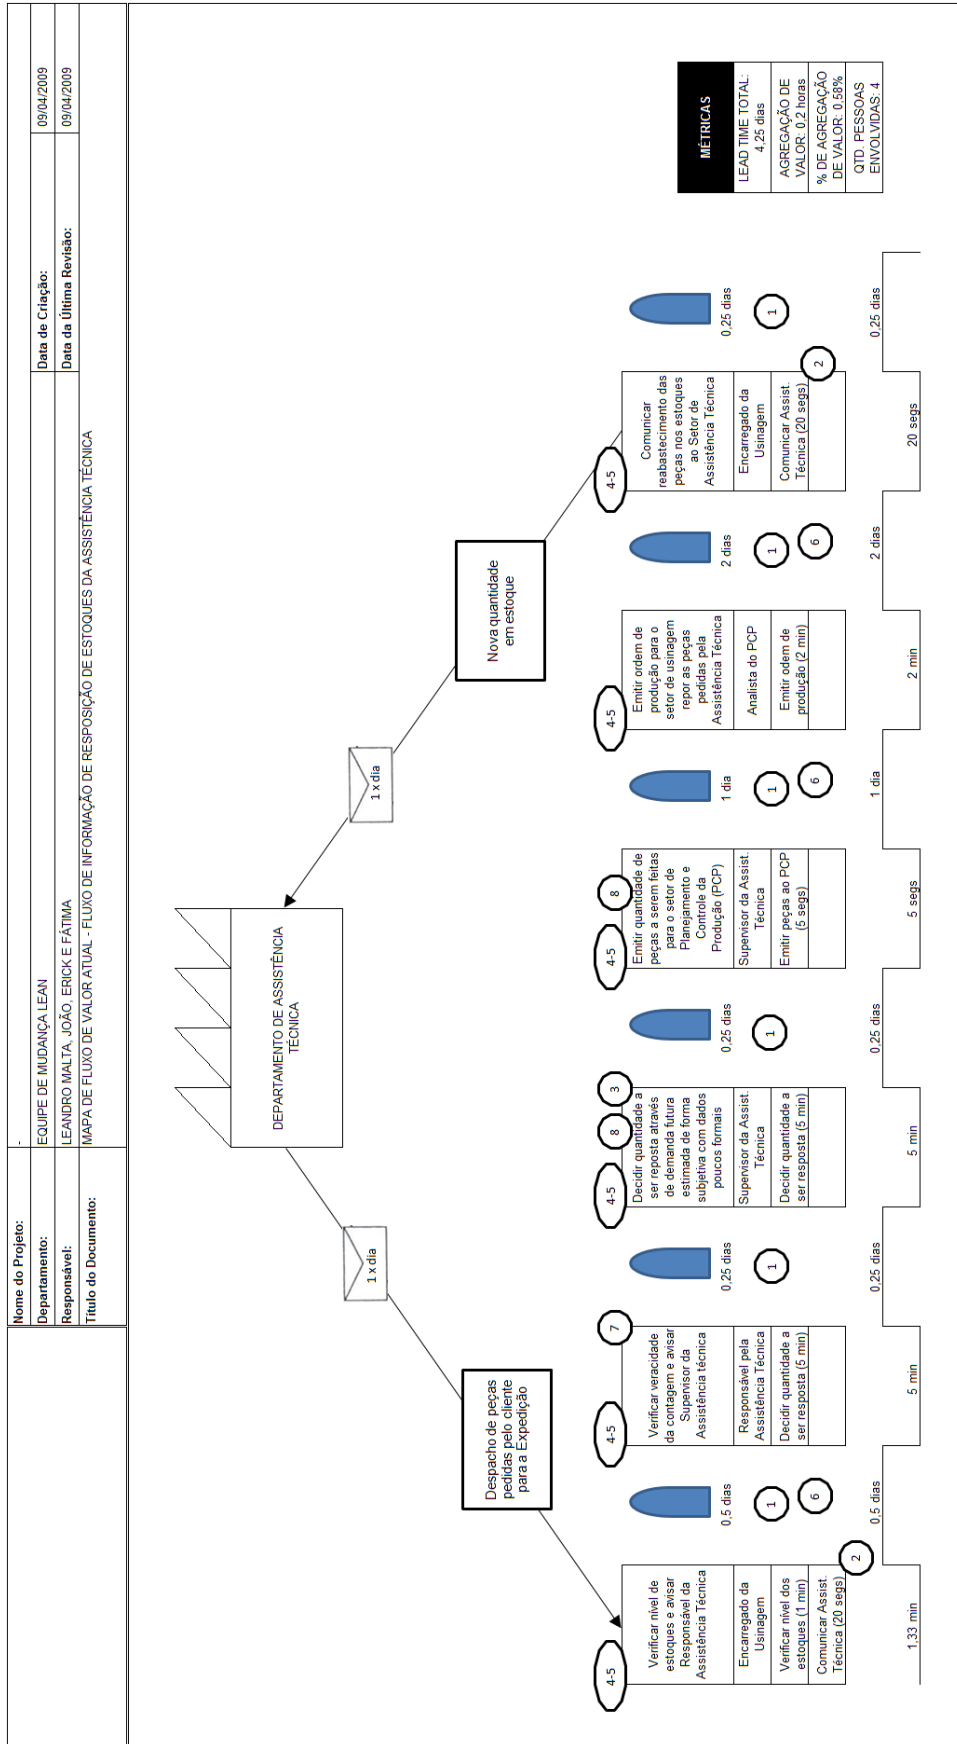 Nome do Projeto:
-
Departamento:
EQUIPE DE MUDANÇA LEAN
Data de Criação:
09/04/2009
Responsável:
LEANDRO MALTA, JOÃO, ERICK E FÁTIMA
Data da Última Revisão:
09/04/2009
Título do Documento:
MAPA DE FLUXO DE VALOR ATUAL - FLUXO DE INFORMAÇÃO DE RESPOSIÇÃO DE ESTOQUES DA ASSISTÊNCIA TÉCNICA
DEPARTAMENTO DE ASSISTÊNCIA
TÉCNICA
1 x dia
1 x dia
Despacho de peças
pedidas pelo cliente
para a Expedição
Nova quantidade
em estoque
MÉTRICAS
LEAD TIME TOTAL:
4,25 dias
AGREGAÇÃO DE
VALOR: 0,2 horas
% DE AGREGAÇÃO
DE VALOR: 0,58%
QTD. PESSOAS
ENVOLVIDAS: 4
4-5
Verificar nível de
estoques e avisar
Responsável da
Assistência Técnica
Encarregado da
Usinagem
Verificar nível dos
estoques (1 min)
Comunicar Assist.
Técnica (20 segs)
2
0,5 dias
1
6
4-5
7
Verificar veracidade
da contagem e avisar
Supervisor da
Assistência técnica
Responsável pela
Assistência Técnica
Decidir quantidade a
ser resposta (5 min)
0,25 dias
1
4-5
8
3
Decidir quantidade a
ser reposta através
de demanda futura
estimada de forma
subjetiva com dados
poucos formais
Supervisor da Assist.
Técnica
Decidir quantidade a
ser resposta (5 min)
0,25 dias
1
4-5
8
Emitir quantidade de
peças a serem feitas
para o setor de
Planejamento e
Controle da
Produção (PCP)
Supervisor da Assist.
Técnica
Emitir peças ao PCP
(5 segs)
1 dia
1
6
4-5
Emitir ordem de
produção para o
setor de usinagem
repor as peças
pedidas pela
Assistência Técnica
Analista do PCP
Emitir odem de
produção (2 min)
2 dias
1
6
4-5
Comunicar
reabastecimento das
peças nos estoques
ao Setor de
Assistência Técnica
Encarregado da
Usinagem
Comunicar Assist.
Técnica (20 segs)
2
0,25 dias
1
1,33 min
0,5 dias
5 min
0,25 dias
5 min
0,25 dias
5 segs
1 dia
2 min
2 dias
20 segs
0,25 dias